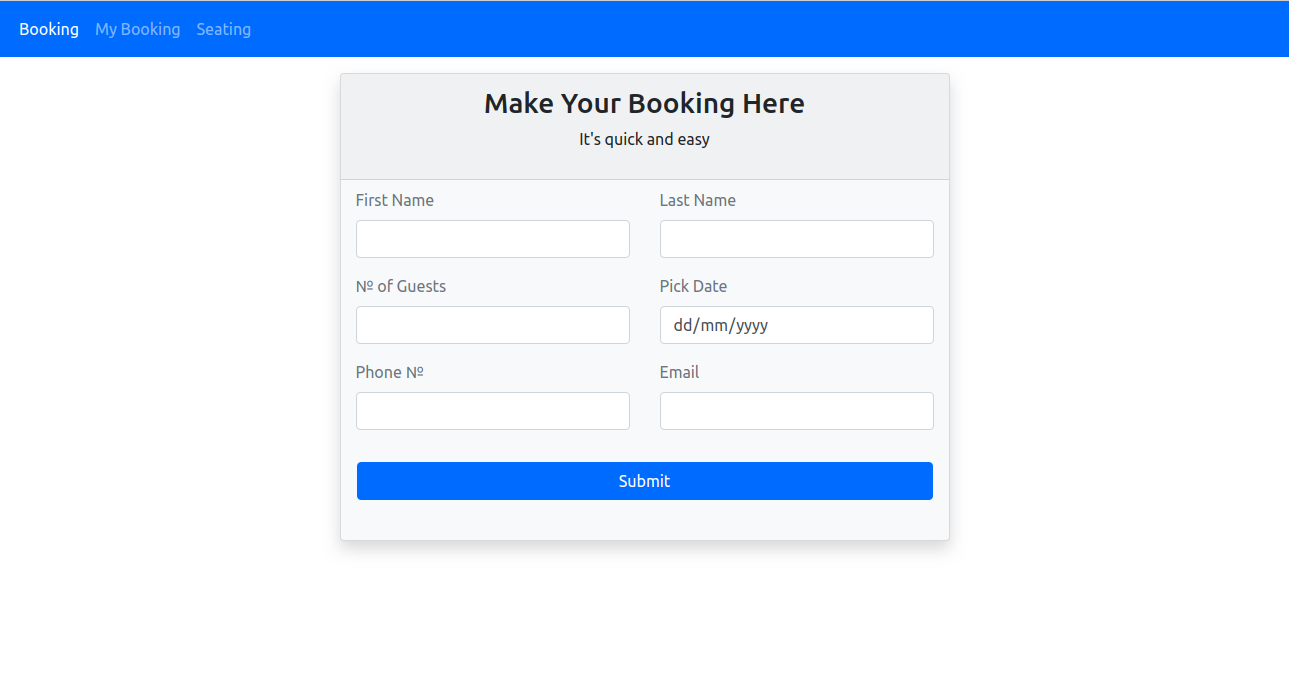 Booking My Booking Seating
Make Your Booking Here
It's quick and easy
First Name Last Name
№ of Guests Pick Date
dd/mm/yyyy
Phone № Email
Submit